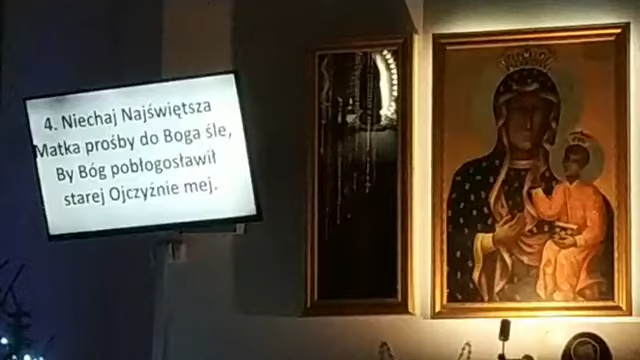 4. Niechaj Najświętsza
Matka prośby do Boga śle,
By Bóg pobłogosławił
starej Ojczyźnie mej.